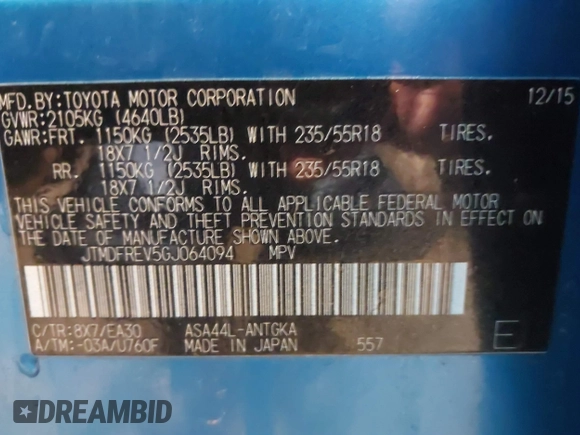 MFD.BY:TOYOTA MOTOR CORPORATION 12/15
GVWR:2105KG (4640LB)
GAWR:FRT. 1150KG (2535LB) WITH 235/55R18 TIRES.
18X7 1/2J RIMS.
RR. 1150KG (2535LB) WITH 235/55R18 TIRES.
18X7 1/2J RIMS.
THIS VEHICLE CONFORMS TO ALL APPLICABLE FEDERAL MOTOR
VEHICLE SAFETY AND THEFT PREVENTION STANDARDS IN EFFECT ON
THE DATE OF MANUFACTURE SHOWN ABOVE.
JTMDFREV5GJ064094 MPV
C/TR:8X7/EA30 ASA44L-ANTGKA
A/TM:-03A/U760F MADE IN JAPAN 557 E
DREAMBID